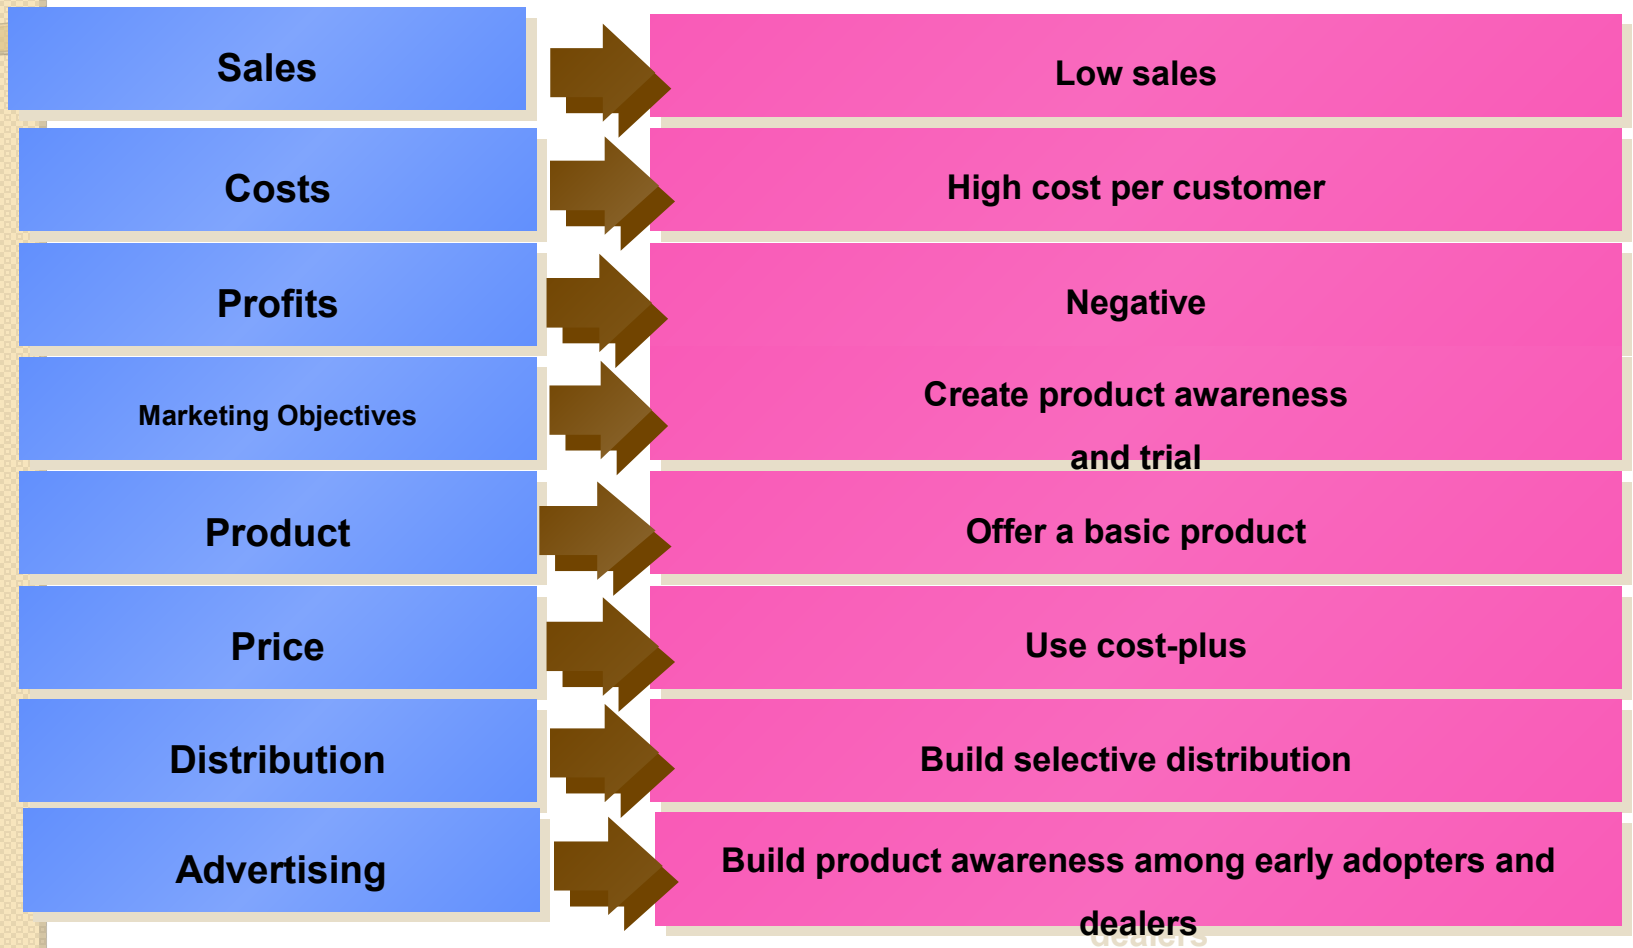 Sales
Low sales
Costs
High cost per customer
Profits
Negative
Marketing Objectives
Create product awareness
and trial
Product
Offer a basic product
Price
Use cost-plus
Distribution
Build selective distribution
Advertising
Build product awareness among early adopters and
dealers